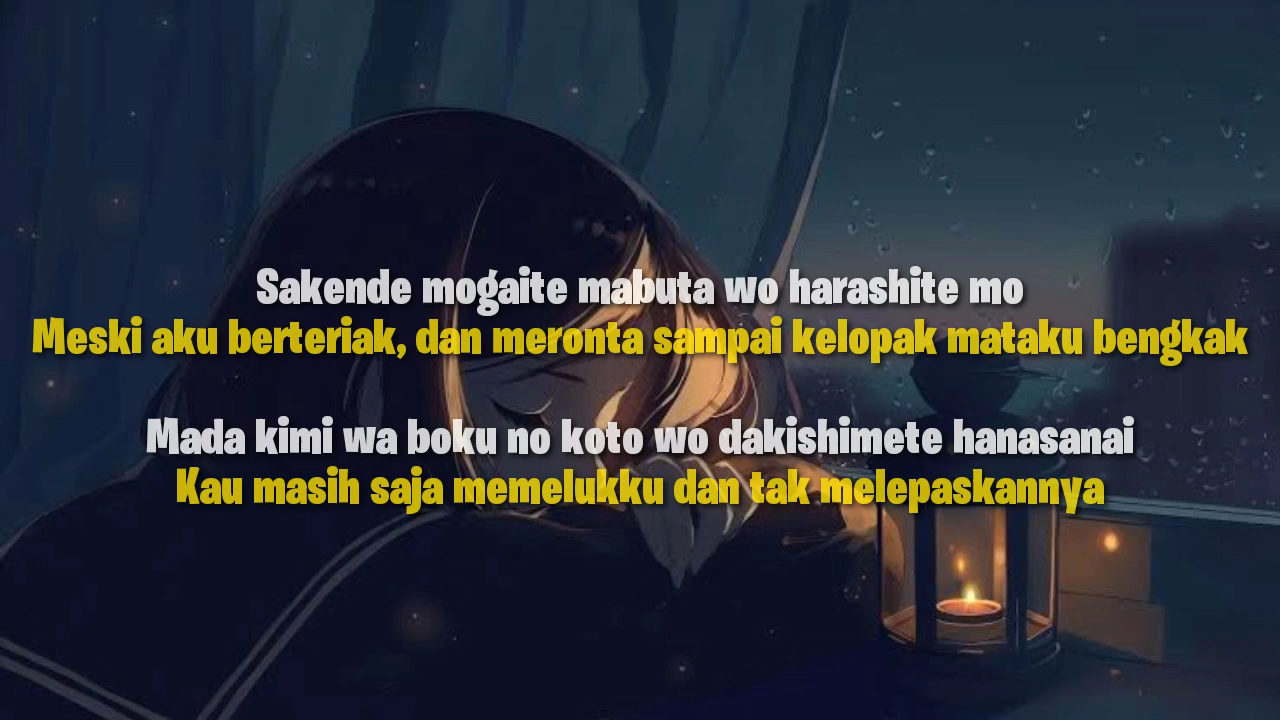 Sakende mogaite mabuta wo harashite mo
Meski aku berteriak, dan meronta sampai kelopak mataku bengkak
Mada kimi wa boku no koto wo dakishimete hanasanai
Kau masih saja memelukku dan tak melepaskannya